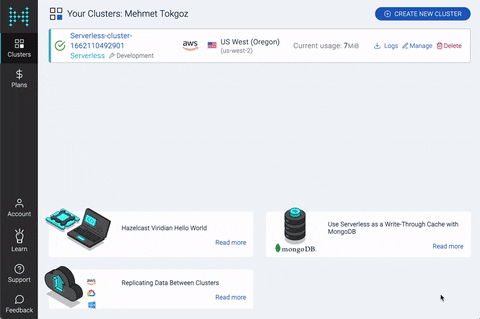 Your Clusters: Mehmet Tokgoz
CREATE NEW CLUSTER
Clusters
Plans
Account
Learn
Support
Feedback
Serverless-cluster-
1662110492901
Serverless Development
aws
US West (Oregon)
(us-west-2)
Current usage: 7MiB
Logs Manage Delete
Hazelcast Viridian Hello World
Read more
Use Serverless as a Write-Through Cache with
MongoDB
mongoDB.
Read more
Replicating Data Between Clusters
aws
Read more